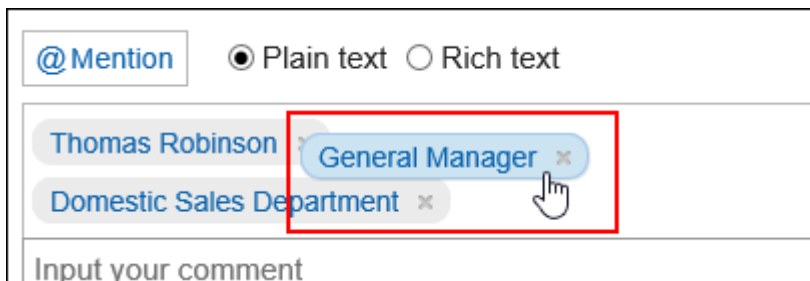 @Mention Plain text Rich text
Thomas Robinson × General Manager ×
Domestic Sales Department ×
Input your comment